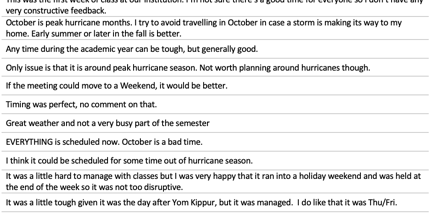 This was the first week of class at our institution. I'm not sure there's a good time for everyone so I don't have any
very constructive feedback.
October is peak hurricane months. I try to avoid travelling in October in case a storm is making its way to my
home. Early summer or later in the fall is better.
Any time during the academic year can be tough, but generally good.
Only issue is that it is around peak hurricane season. Not worth planning around hurricanes though.
If the meeting could move to a Weekend, it would be better.
Timing was perfect, no comment on that.
Great weather and not a very busy part of the semester
EVERYTHING is scheduled now. October is a bad time.
I think it could be scheduled for some time out of hurricane season.
It was a little hard to manage with classes but I was very happy that it ran into a holiday weekend and was held at
the end of the week so it was not too disruptive.
It was a little tough given it was the day after Yom Kippur, but it was managed.  I do like that it was Thu/Fri.